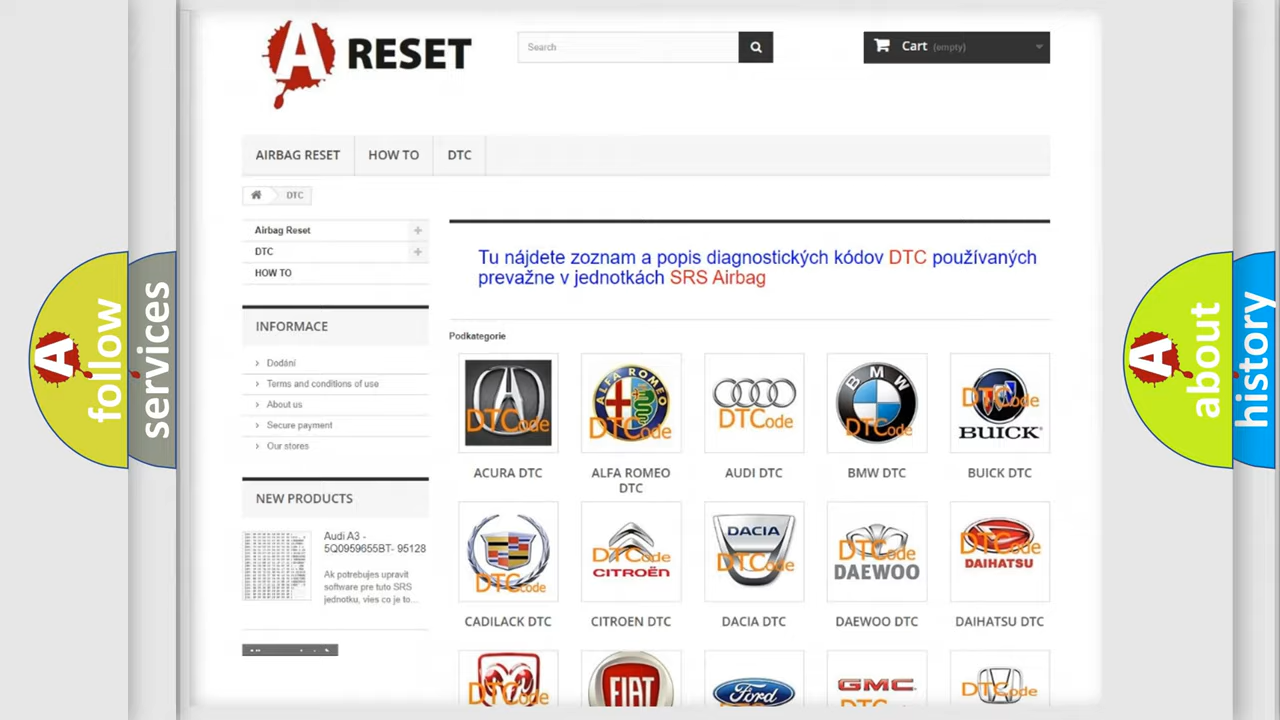 A RESET
Search
Cart (empty)
AIRBAG RESET
HOW TO
DTC
DTC
Airbag Reset
DTC
HOW TO
INFORMACE
Dodání
Terms and conditions of use
About us
Secure payment
Our stores
NEW PRODUCTS
Audi A3 -
5Q0959655BT- 95128
Ak potrebujes upravit
software pre tuto SRS
jednotku, vies co je to...
Tu nájdete zoznam a popis diagnostických kódov DTC používaných
prevažne v jednotkách SRS Airbag
Podkategorie
DTCode
ALFA ROMEO
DTCode
DTCode
BMW
DTCode
DTCode
BUICK
ACURA DTC
ALFA ROMEO
DTC
AUDI DTC
BMW DTC
BUICK DTC
DTCode
DTCode
CITROËN
DACIA
DTCode
DTCode
DAEWOO
DTCode
DAIHATSU
CADILACK DTC
CITROEN DTC
DACIA DTC
DAEWOO DTC
DAIHATSU DTC
DTCode
FIAT
Ford
GMC
DTCode
A follow
services
A about
history